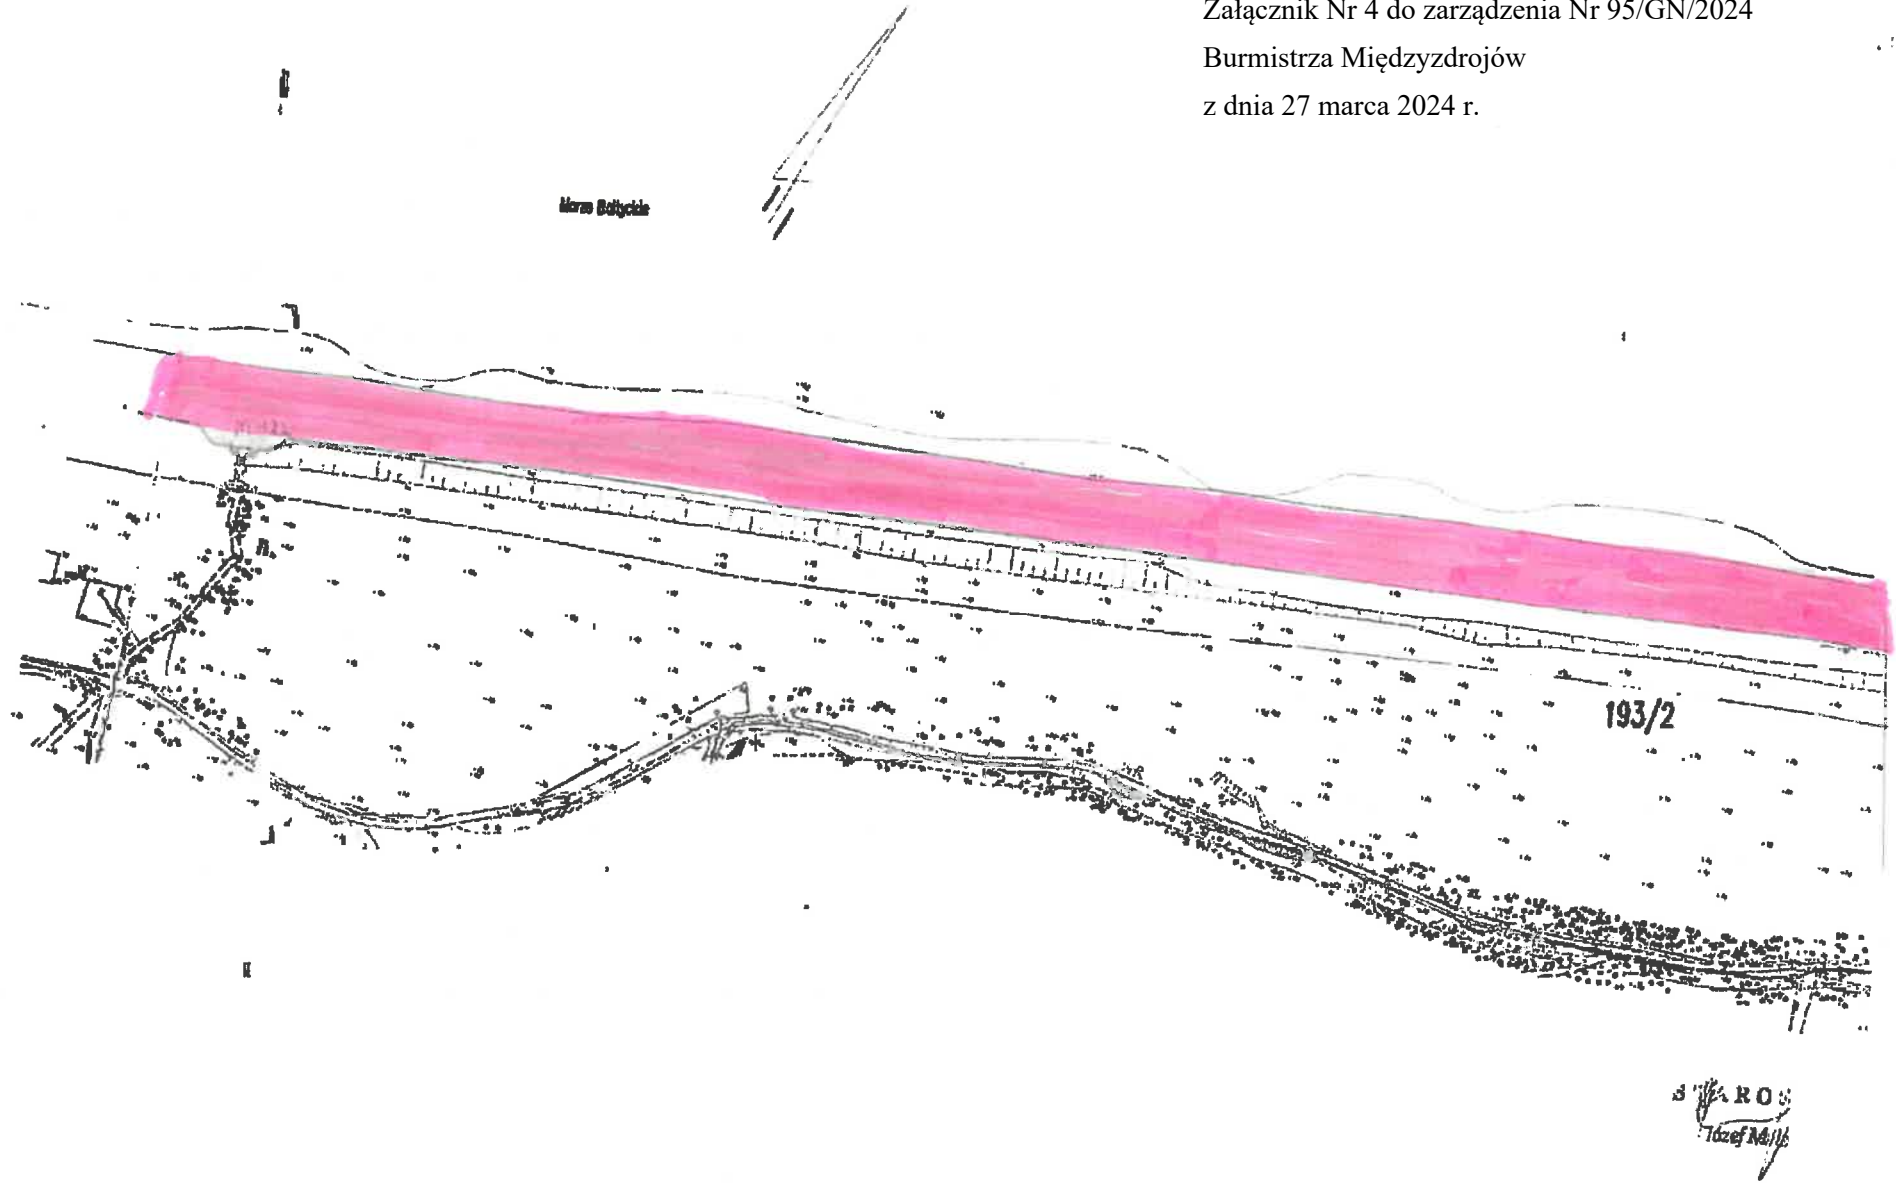 Załącznik Nr 4 do zarządzenia Nr 95/GN/2024
Burmistrza Międzyzdrojów
z dnia 27 marca 2024 r.
Morze Bałtyckie
193/2
Józef